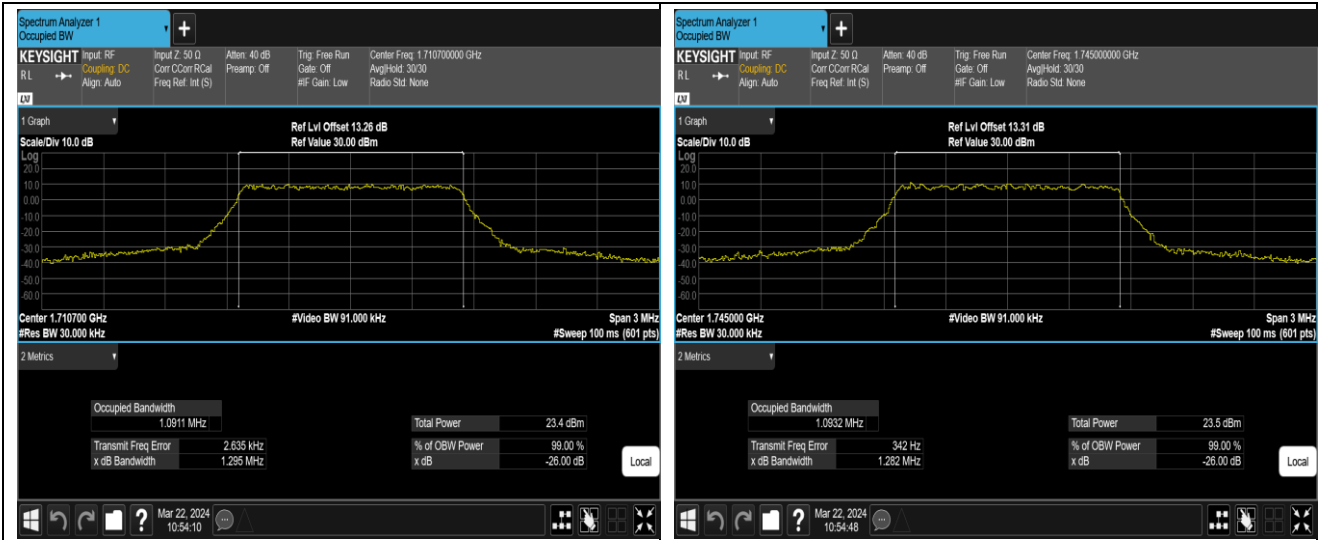 Spectrum Analyzer 1
Occupied BW
+
KEYSIGHT Input: RF Input Z: 50 Ω Atten: 40 dB Trig: Free Run Center Freq: 1.710700000 GHz
RL Coupling: DC Corr CCorr RCal Preamp: Off Gate: Off Avg|Hold: 30/30
Align: Auto Freq Ref: Int (S) #IF Gain: Low Radio Std: None
LXI
1 Graph
Ref Lvl Offset 13.26 dB
Scale/Div 10.0 dB Ref Value 30.00 dBm
Log
20.0
10.0
0.00
-10.0
-20.0
-30.0
-40.0
-50.0
-60.0
Center 1.710700 GHz #Video BW 91.000 kHz Span 3 MHz
#Res BW 30.000 kHz #Sweep 100 ms (601 pts)
2 Metrics
Occupied Bandwidth
1.0911 MHz Total Power 23.4 dBm
Transmit Freq Error 2.635 kHz % of OBW Power 99.00 %
x dB Bandwidth 1.295 MHz x dB -26.00 dB
Local
?
Mar 22, 2024
10:54:10
Spectrum Analyzer 1
Occupied BW
+
KEYSIGHT Input: RF Input Z: 50 Ω Atten: 40 dB Trig: Free Run Center Freq: 1.745000000 GHz
RL Coupling: DC Corr CCorr RCal Preamp: Off Gate: Off Avg|Hold: 30/30
Align: Auto Freq Ref: Int (S) #IF Gain: Low Radio Std: None
LXI
1 Graph
Ref Lvl Offset 13.31 dB
Scale/Div 10.0 dB Ref Value 30.00 dBm
Log
20.0
10.0
0.00
-10.0
-20.0
-30.0
-40.0
-50.0
-60.0
Center 1.745000 GHz #Video BW 91.000 kHz Span 3 MHz
#Res BW 30.000 kHz #Sweep 100 ms (601 pts)
2 Metrics
Occupied Bandwidth
1.0932 MHz Total Power 23.5 dBm
Transmit Freq Error 342 Hz % of OBW Power 99.00 %
x dB Bandwidth 1.282 MHz x dB -26.00 dB
Local
?
Mar 22, 2024
10:54:48